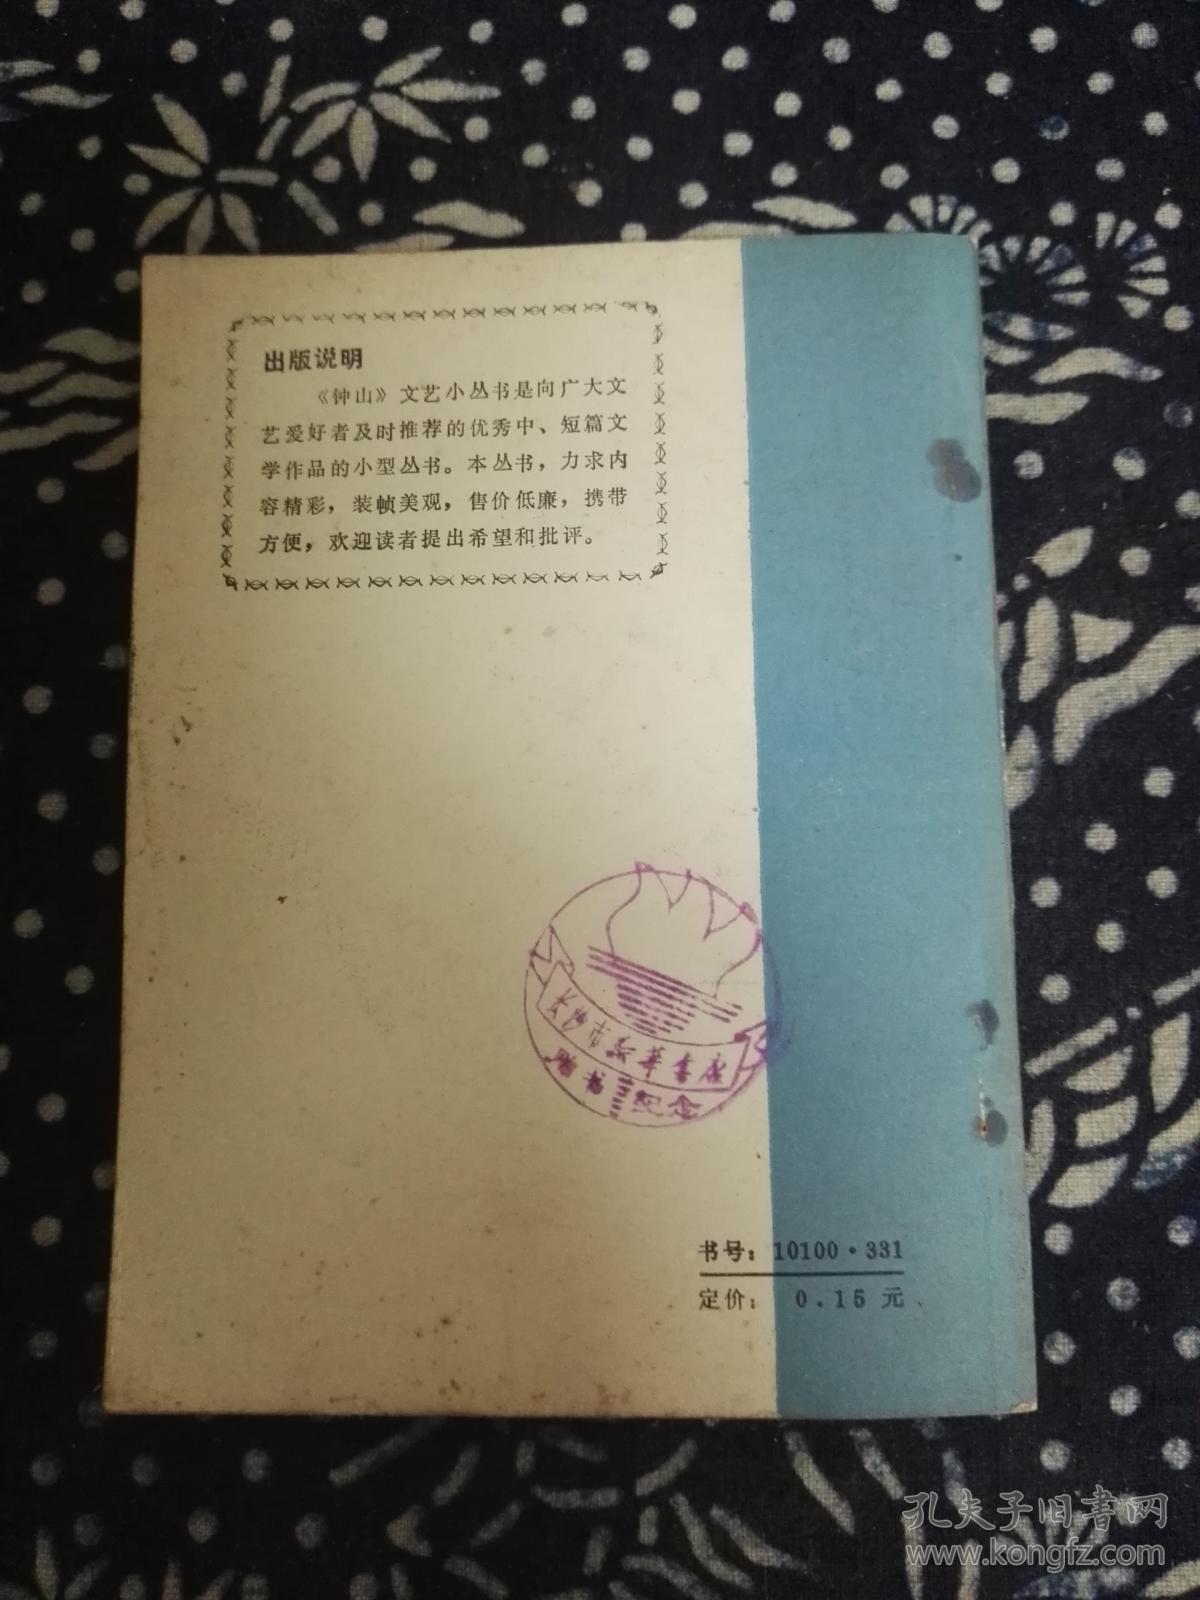 出版说明
《钟山》文艺小丛书是向广大文
艺爱好者及时推荐的优秀中、短篇文
学作品的小型丛书。本丛书，力求内
容精彩，装帧美观，售价低廉，携带
方便，欢迎读者提出希望和批评。
长沙市新华书店
纪念
书号：10100·331
定价： 0.15 元
孔夫子旧书网
www.kongfz.com